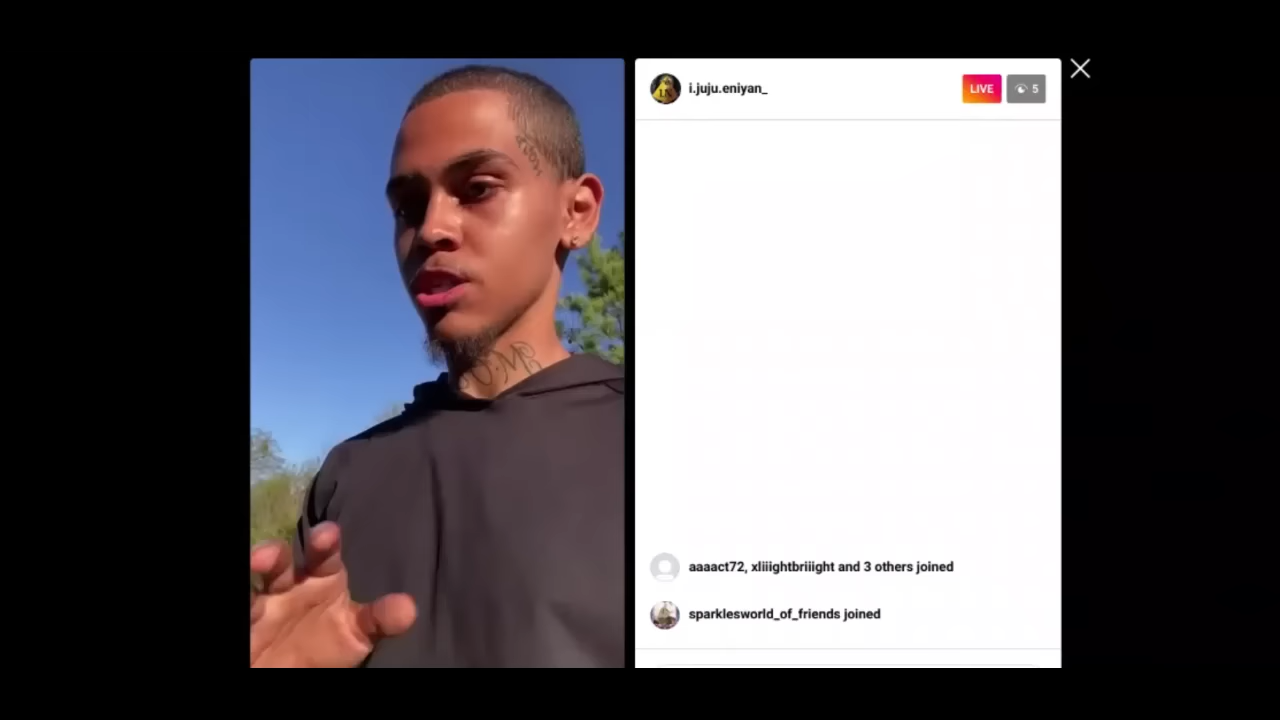 i.juju.eniyan_
LIVE
5
aaaact72, xliiightbriiight and 3 others joined
sparklesworld_of_friends joined